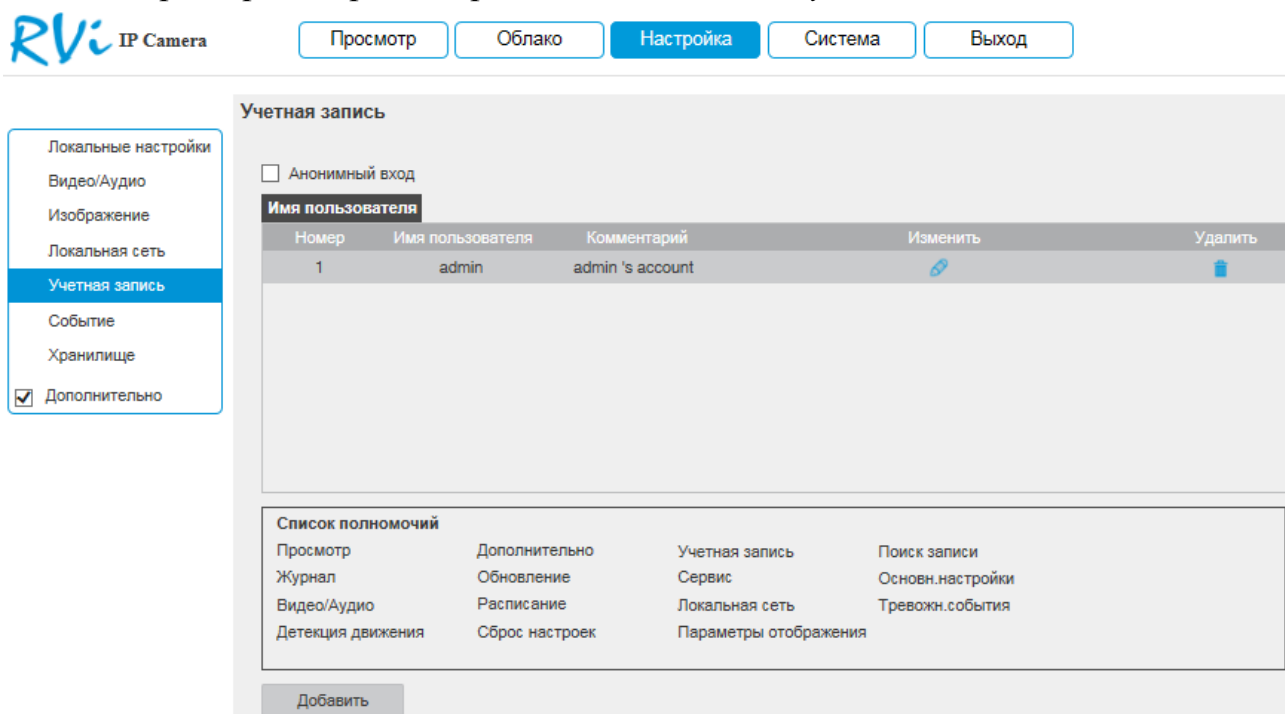 RVi IP Camera
Просмотр Облако Настройка Система Выход
Учетная запись
Локальные настройки
Видео/Аудио
Изображение
Локальная сеть
Учетная запись
Событие
Хранилище
Дополнительно
Анонимный вход
Имя пользователя
Номер Имя пользователя Комментарий Изменить Удалить
1 admin admin 's account
Список полномочий
Просмотр Дополнительно Учетная запись Поиск записи
Журнал Обновление Сервис Основн.настройки
Видео/Аудио Расписание Локальная сеть Тревожн.события
Детекция движения Сброс настроек Параметры отображения
Добавить